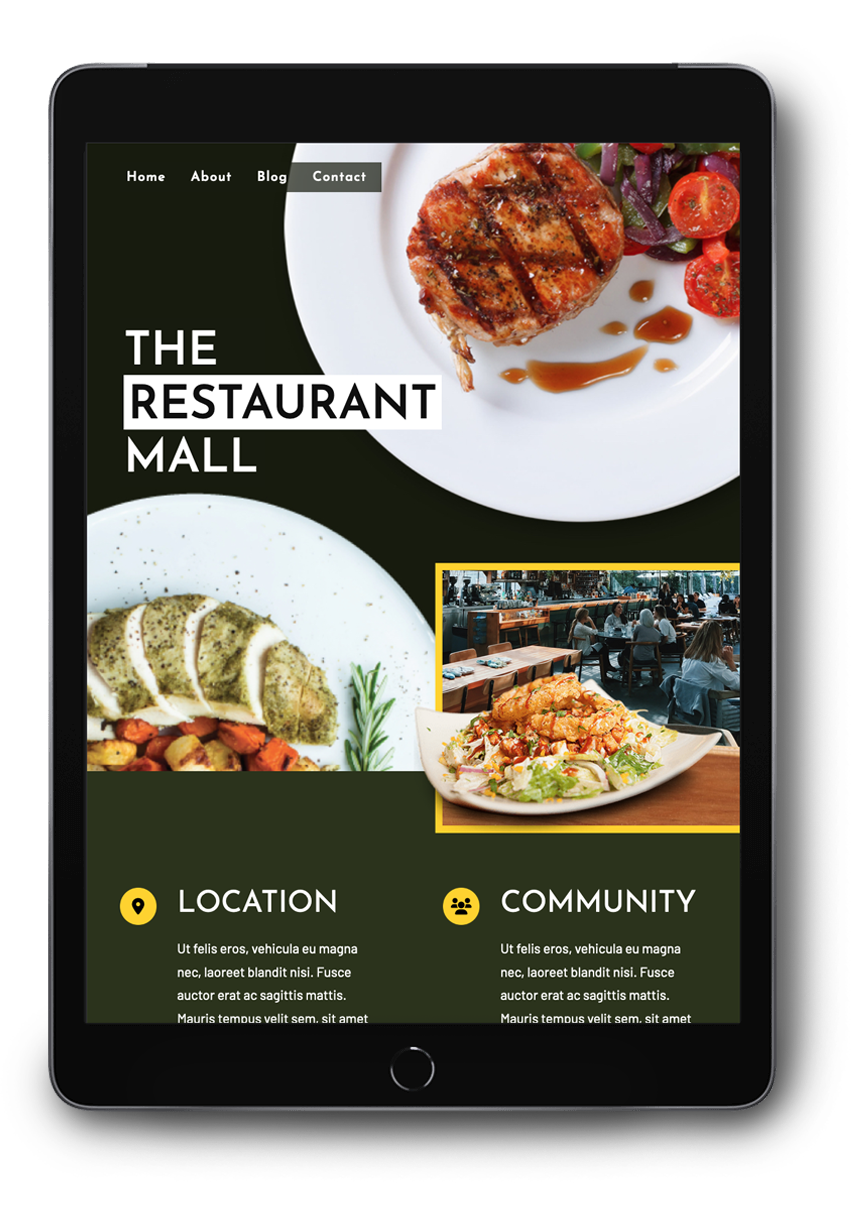 Home About Blog Contact
THE
RESTAURANT
MALL
LOCATION
Ut felis eros, vehicula eu magna
nec, laoreet blandit nisi. Fusce
auctor erat ac sagittis mattis.
Mauris tempus velit sem, sit amet
COMMUNITY
Ut felis eros, vehicula eu magna
nec, laoreet blandit nisi. Fusce
auctor erat ac sagittis mattis.
Mauris tempus velit sem, sit amet